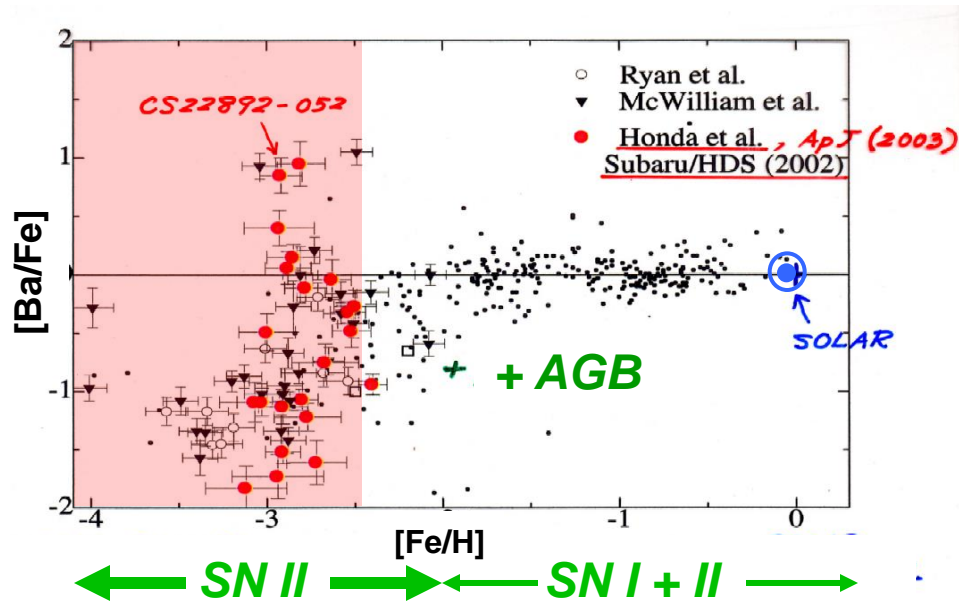 2
CS22892-052
Ryan et al.
McWilliam et al.
Honda et al., ApJ (2003)
Subaru/HDS (2002)
1
[Ba/Fe]
0
SOLAR
+ AGB
-1
-2
-4
-3
-1
0
[Fe/H]
SN II
SN I + II